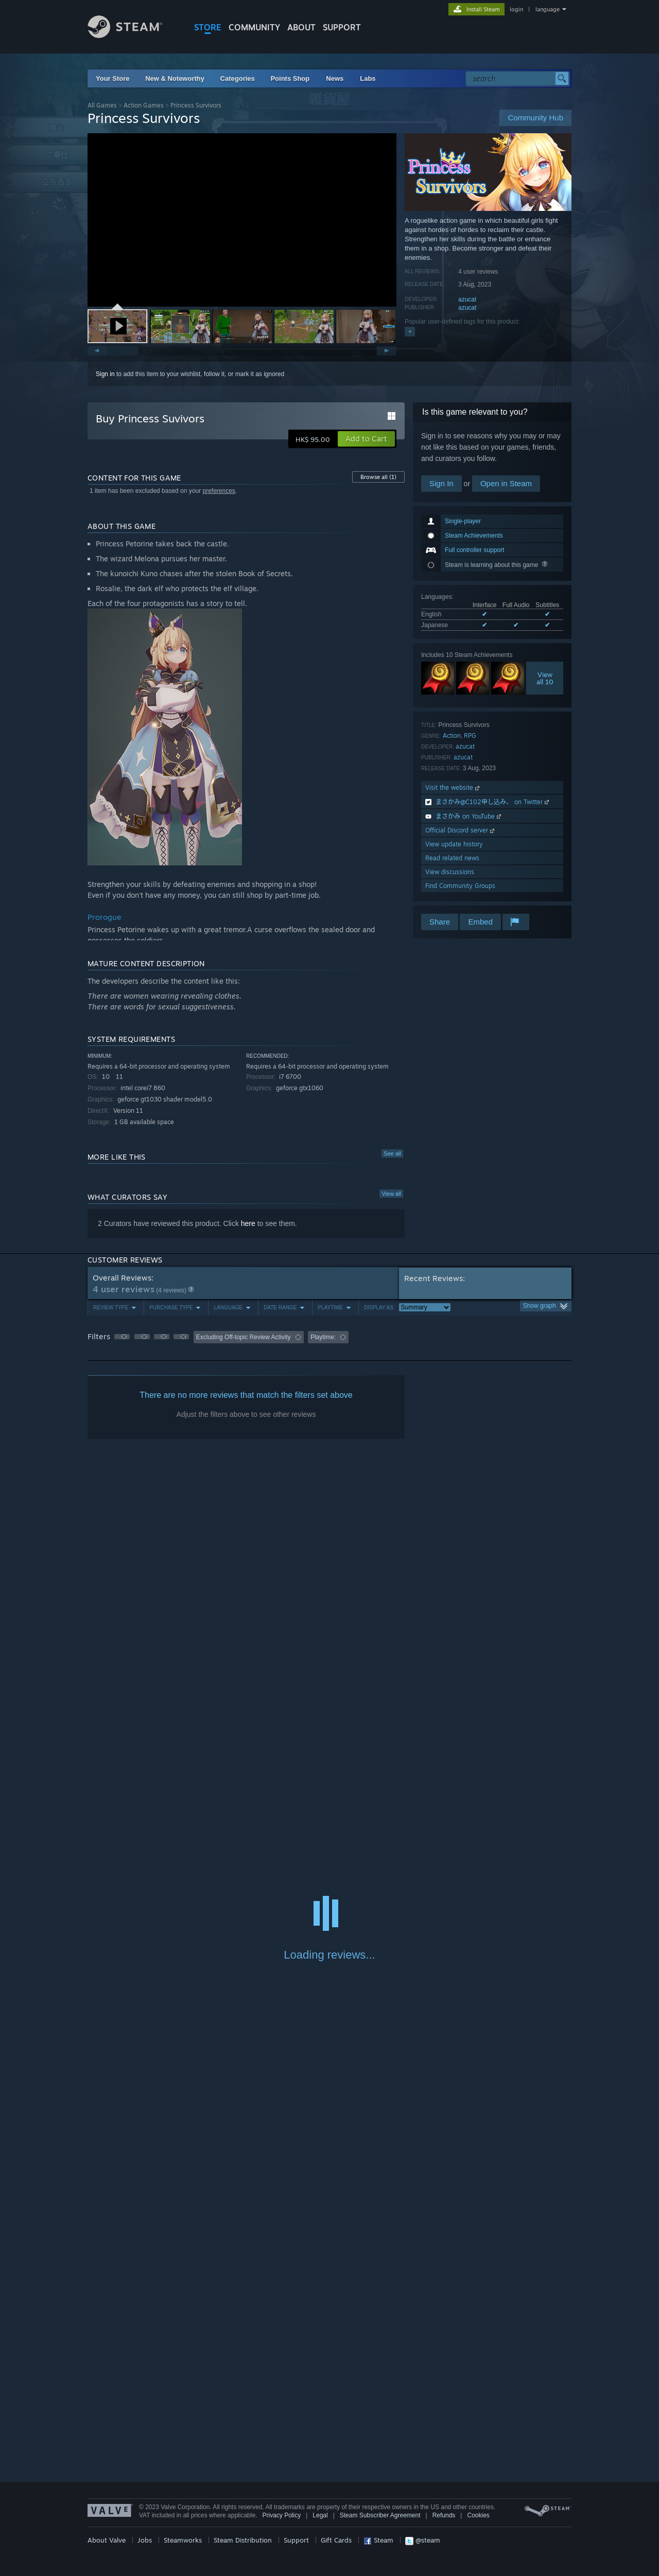 Install Steam
login | language
STEAM®
STORE COMMUNITY ABOUT SUPPORT
Your Store New & Noteworthy Categories Points Shop News Labs
search
All Games > Action Games > Princess Survivors
Princess Survivors
Community Hub
Princess Survivors
A roguelike action game in which beautiful girls fight against hordes of hordes to reclaim their castle. Strengthen her skills during the battle or enhance them in a shop. Become stronger and defeat their enemies.
ALL REVIEWS: 4 user reviews
RELEASE DATE: 3 Aug, 2023
DEVELOPER: azucat
PUBLISHER: azucat
Popular user-defined tags for this product:
+
Sign in to add this item to your wishlist, follow it, or mark it as ignored
Buy Princess Suvivors
HK$ 95.00
Add to Cart
CONTENT FOR THIS GAME
Browse all (1)
1 item has been excluded based on your preferences.
ABOUT THIS GAME
Princess Petorine takes back the castle.
The wizard Melona pursues her master.
The kunoichi Kuno chases after the stolen Book of Secrets.
Rosalie, the dark elf who protects the elf village.
Each of the four protagonists has a story to tell.
Strengthen your skills by defeating enemies and shopping in a shop!
Even if you don't have any money, you can still shop by part-time job.
Prorogue
Princess Petorine wakes up with a great tremor.A curse overflows the sealed door and
MATURE CONTENT DESCRIPTION
The developers describe the content like this:
There are women wearing revealing clothes.
There are words for sexual suggestiveness.
SYSTEM REQUIREMENTS
MINIMUM:
Requires a 64-bit processor and operating system
OS: 10 11
Processor: intel corei7 860
Graphics: geforce gt1030 shader model5.0
DirectX: Version 11
Storage: 1 GB available space
RECOMMENDED:
Requires a 64-bit processor and operating system
Processor: i7 6700
Graphics: geforce gtx1060
MORE LIKE THIS
See all
WHAT CURATORS SAY
View all
2 Curators have reviewed this product. Click here to see them.
Is this game relevant to you?
Sign in to see reasons why you may or may not like this based on your games, friends, and curators you follow.
Sign In or Open in Steam
Single-player
Steam Achievements
Full controller support
Steam is learning about this game ?
Languages:
Interface Full Audio Subtitles
English ✔ ✔
Japanese ✔ ✔ ✔
Includes 10 Steam Achievements
View all 10
TITLE: Princess Survivors
GENRE: Action, RPG
DEVELOPER: azucat
PUBLISHER: azucat
RELEASE DATE: 3 Aug, 2023
Visit the website
まさかみ@C102申し込み。 on Twitter
まさかみ on YouTube
Official Discord server
View update history
Read related news
View discussions
Find Community Groups
Share
Embed
CUSTOMER REVIEWS
Overall Reviews:
4 user reviews (4 reviews) ?
Recent Reviews:
REVIEW TYPE PURCHASE TYPE LANGUAGE DATE RANGE PLAYTIME DISPLAY AS: Summary
Show graph
Filters
Excluding Off-topic Review Activity
Playtime:
There are no more reviews that match the filters set above
Adjust the filters above to see other reviews
Loading reviews...
VALVE
© 2023 Valve Corporation. All rights reserved. All trademarks are property of their respective owners in the US and other countries.
VAT included in all prices where applicable. Privacy Policy | Legal | Steam Subscriber Agreement | Refunds | Cookies
STEAM
About Valve | Jobs | Steamworks | Steam Distribution | Support | Gift Cards | Steam | @steam